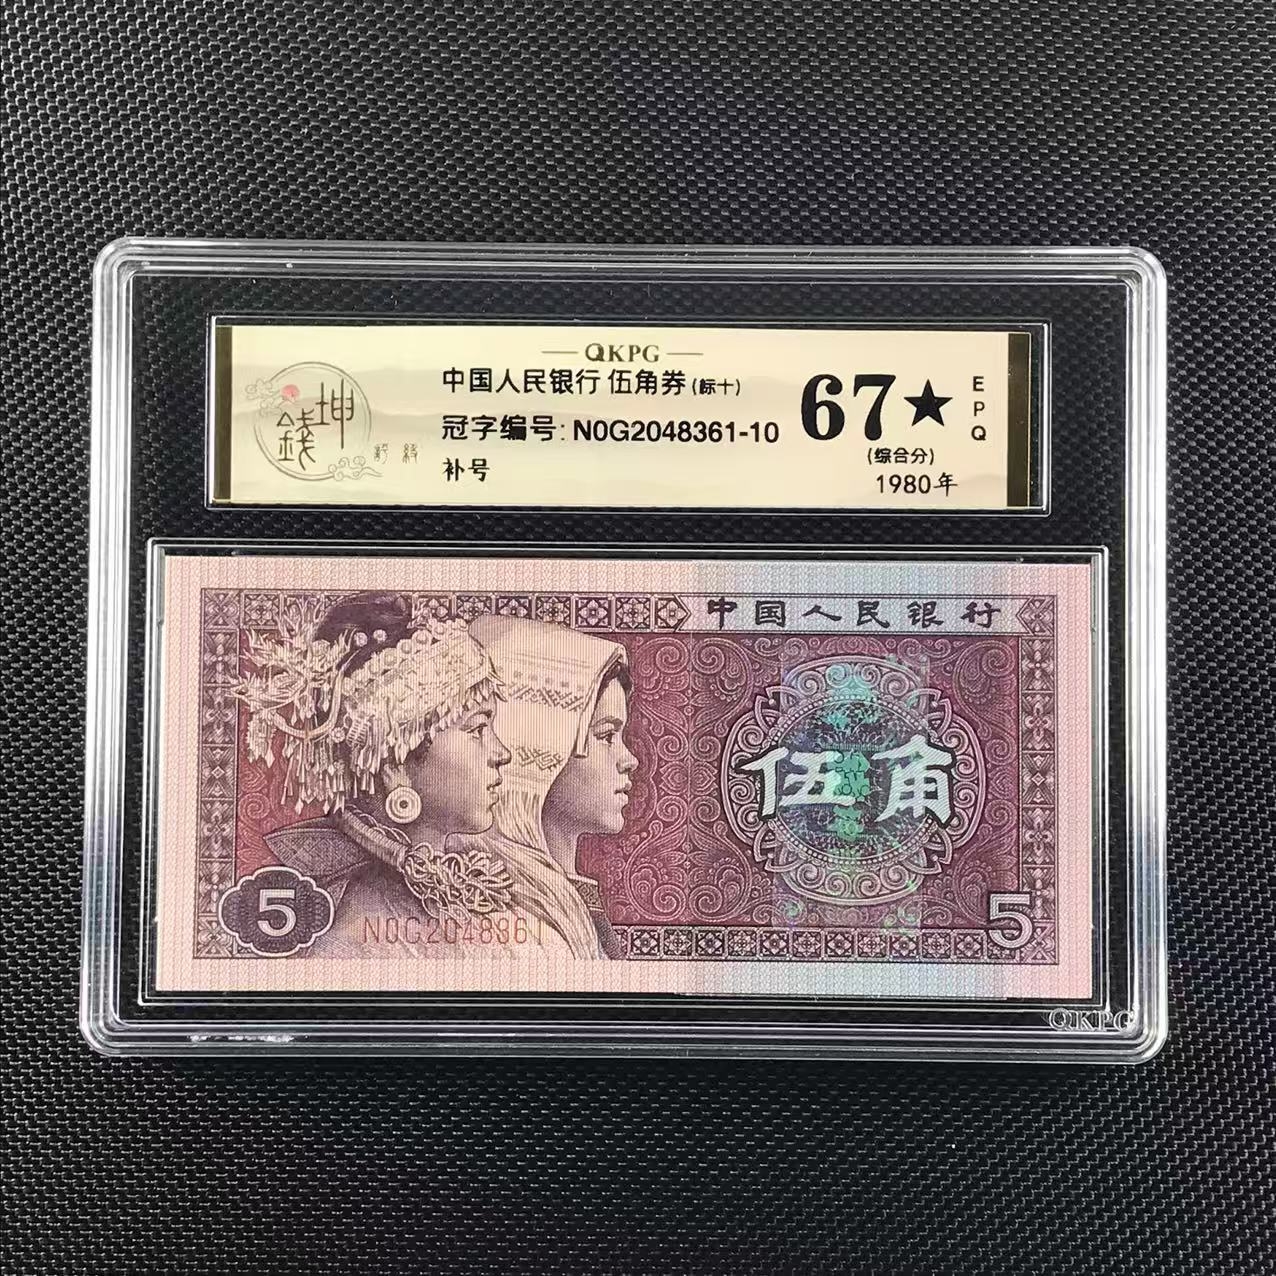 QKPG
坤
錢
評級
中国人民银行 伍角券(标十)
冠字编号: N0G2048361-10
补号
67★
EPQ
(综合分)
1980年
中国人民银行
伍角
5
N0G2048361
5
QKPG